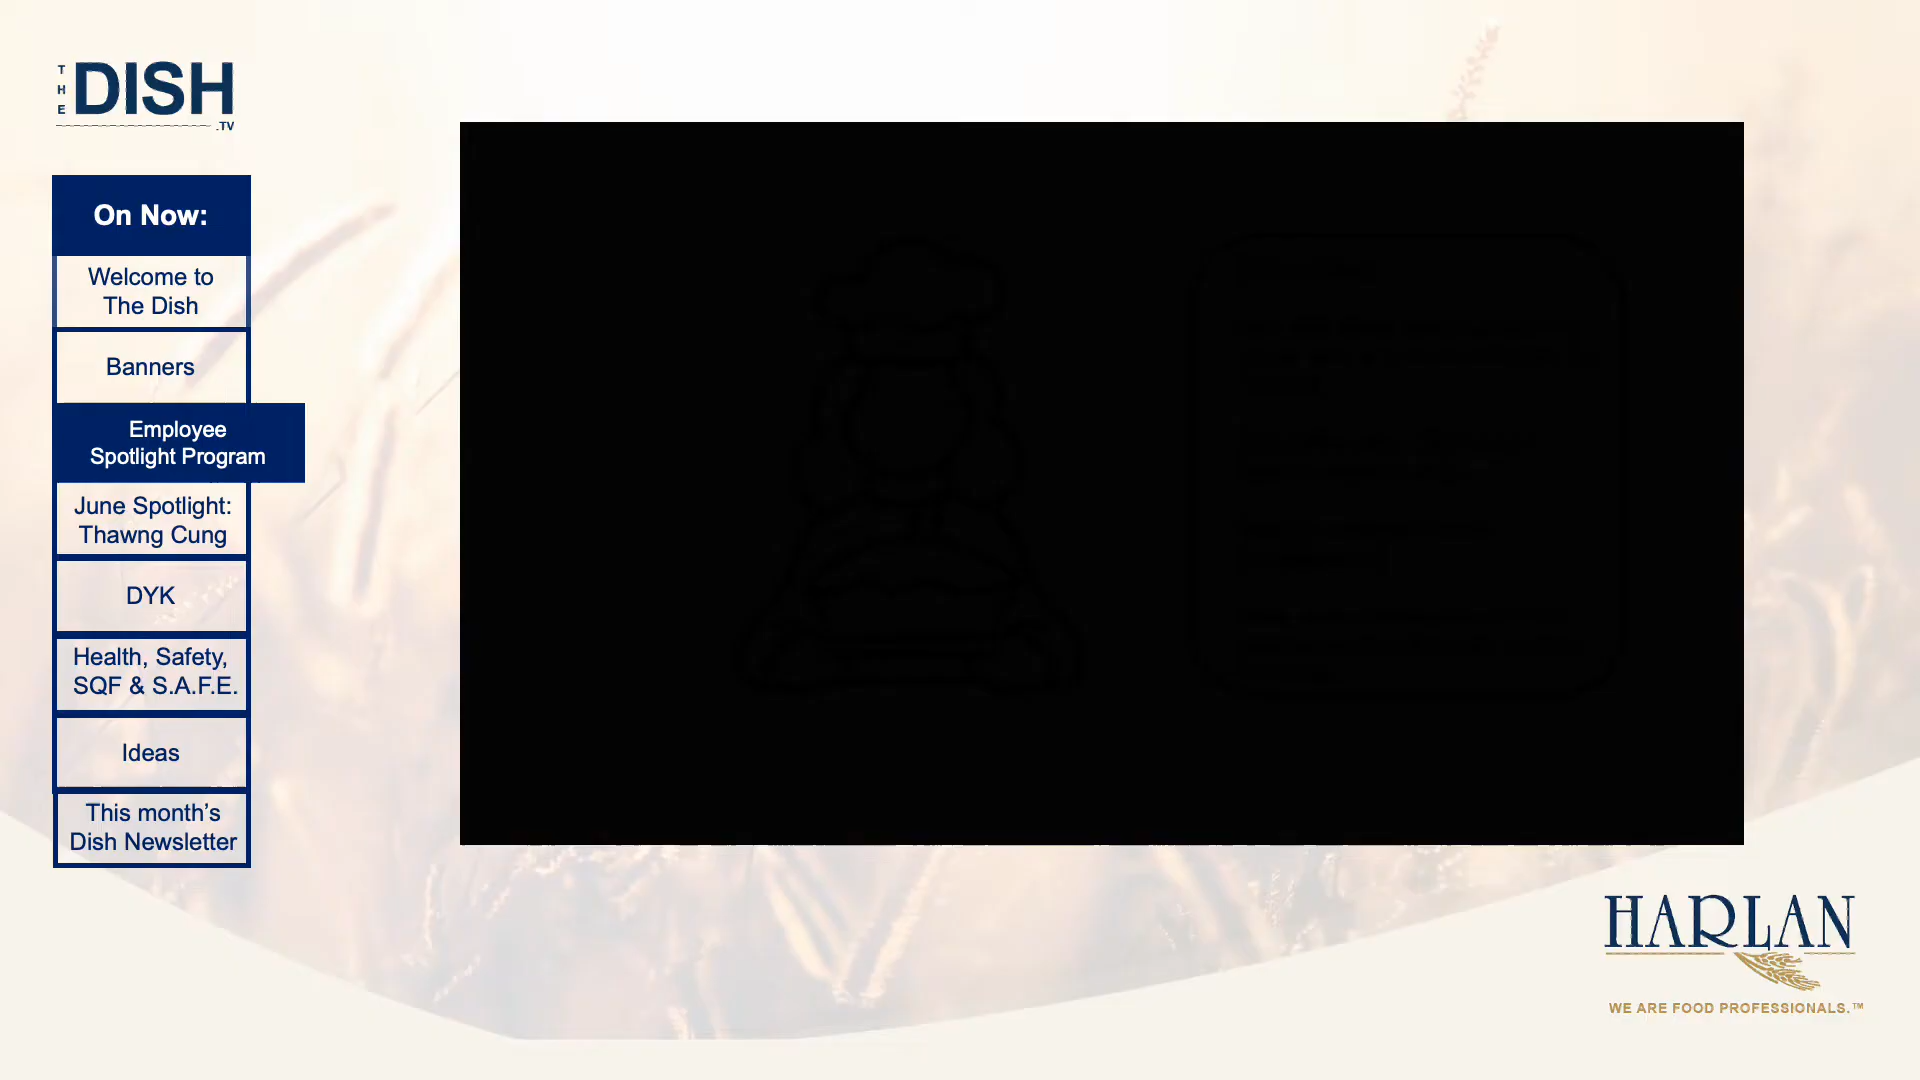 THE DISH
.TV
On Now:
Welcome to
The Dish
Banners
Employee
Spotlight Program
June Spotlight:
Thawng Cung
DYK
Health, Safety,
SQF & S.A.F.E.
Ideas
This month’s
Dish Newsletter
HARLAN
WE ARE FOOD PROFESSIONALS.™